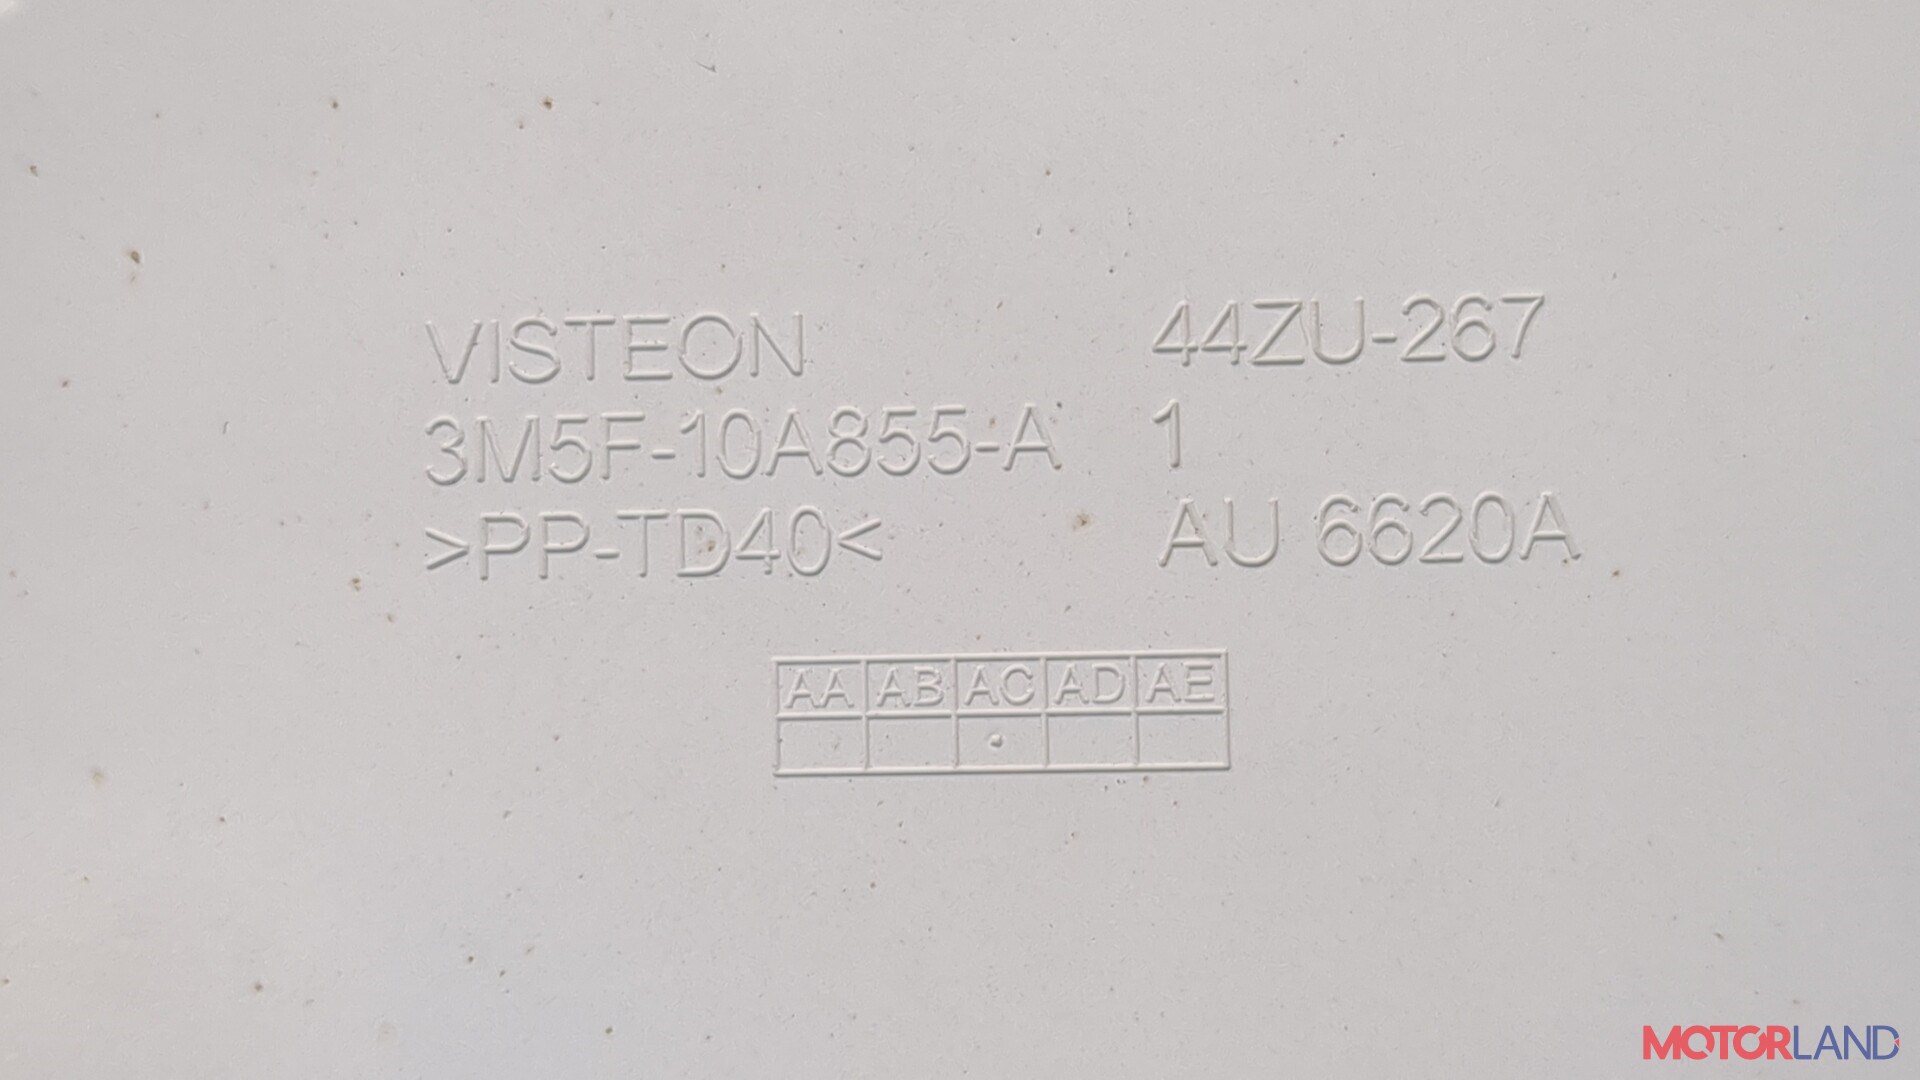 VISTEON 44ZU-267
3M5F-10A855-A 1
>PP-TD40< AU 6620A
AA AB AC AD AE
MOTORLAND